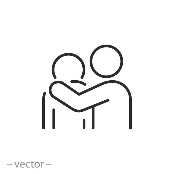 – vector –